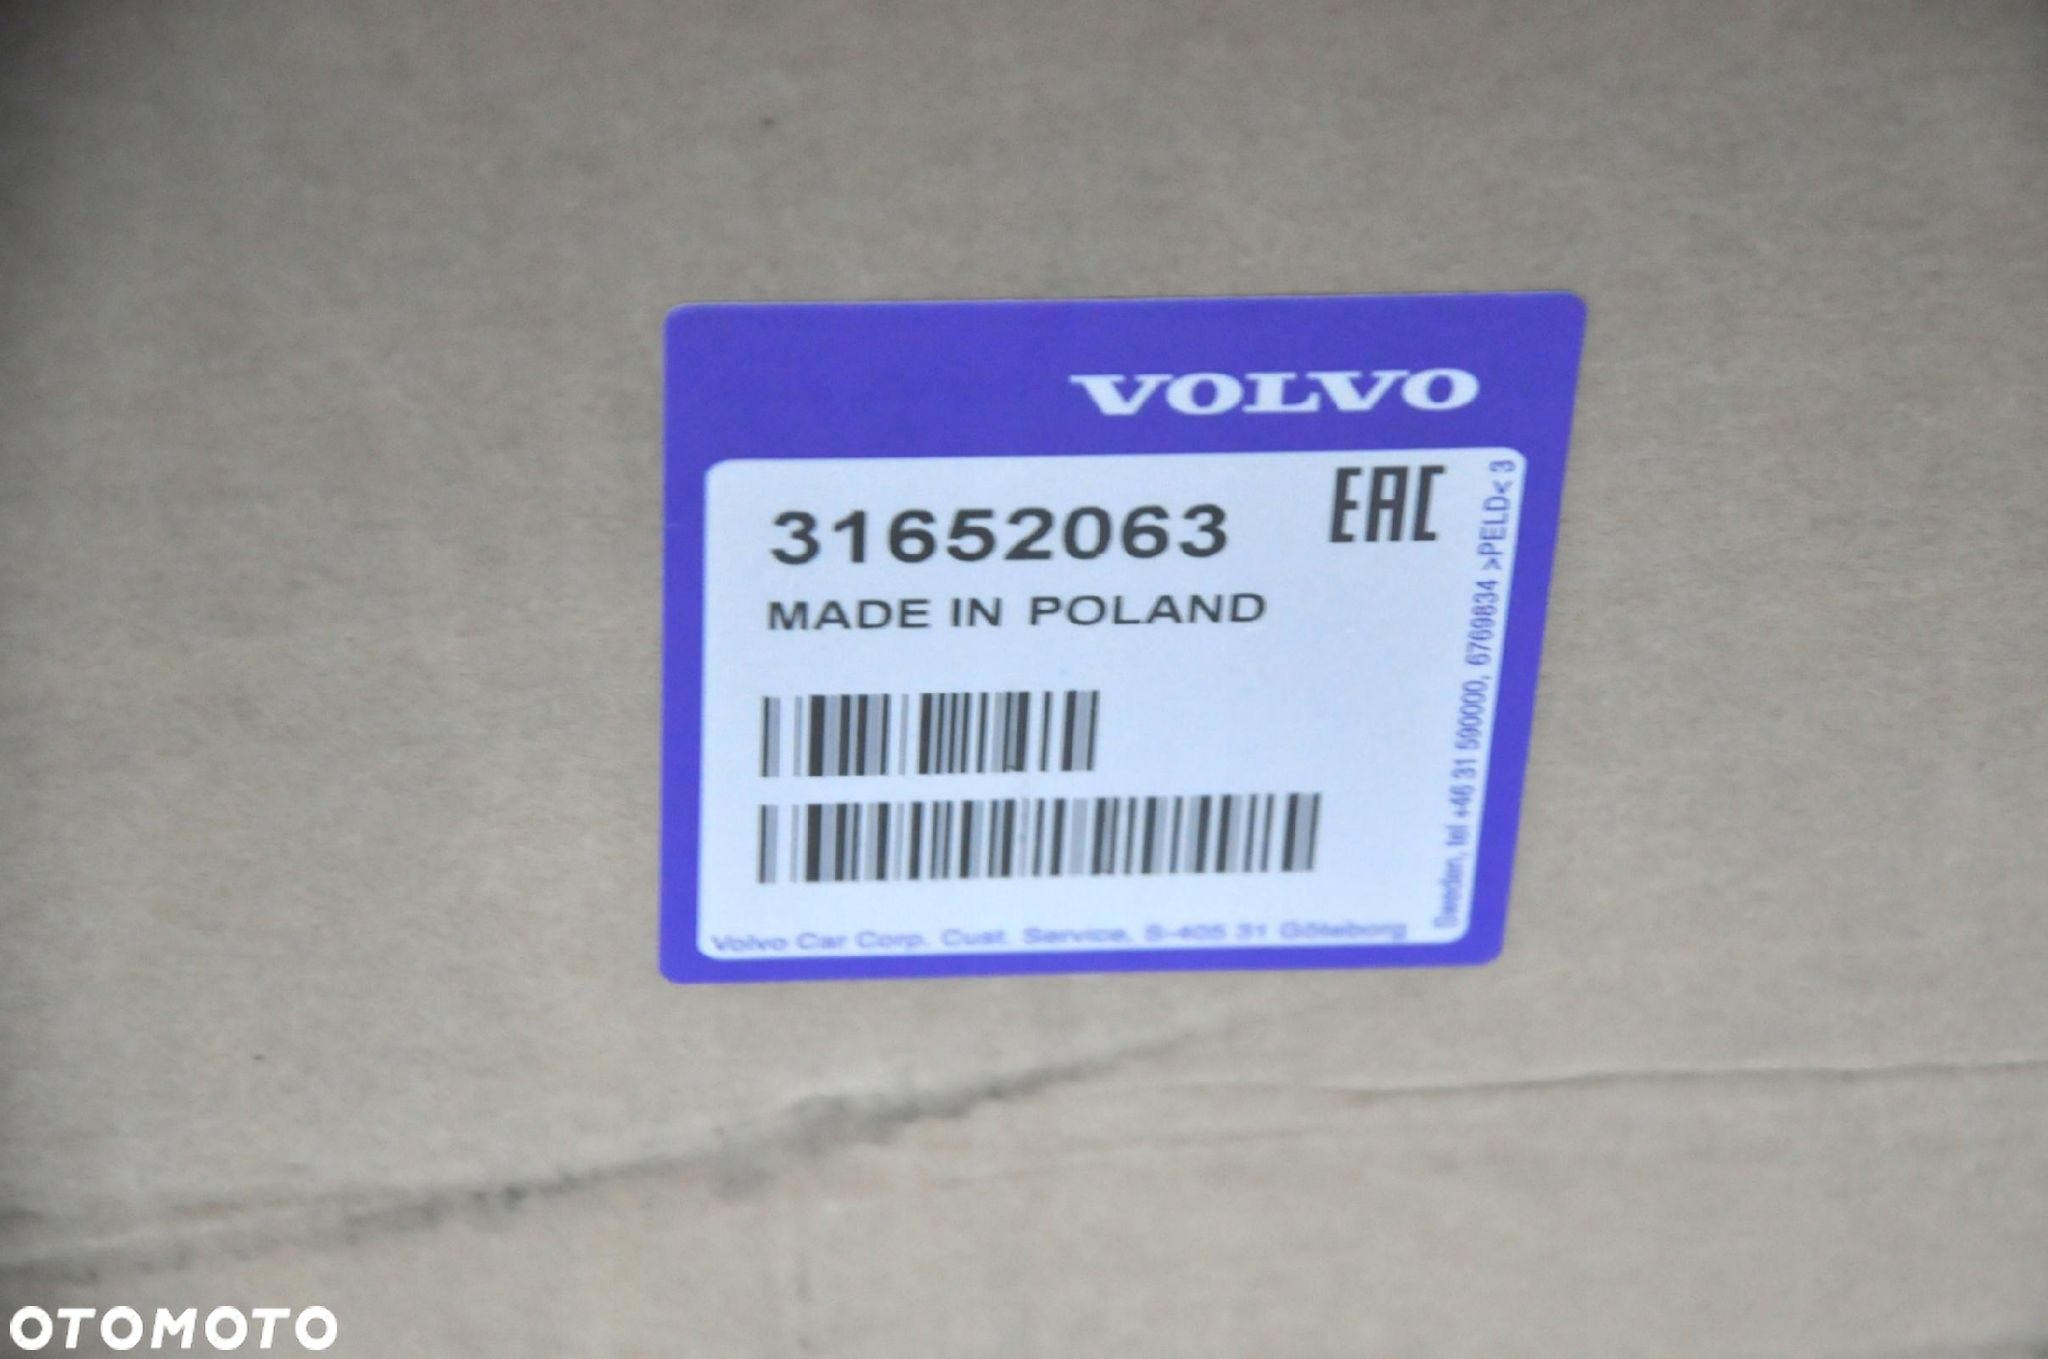 VOLVO
31652063
EAC
MADE IN POLAND
Volvo Car Corp. Cust. Service, S-405 31 Göteborg
Sweden, tel +46 31 590000, 6769834 >PELD< 3
OTOMOTO